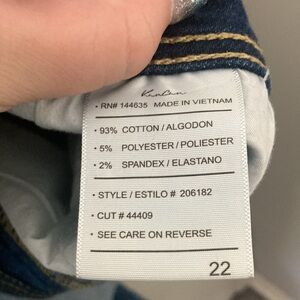 KanCan
• RN# 144635 MADE IN VIETNAM
• 93% COTTON / ALGODON
• 5% POLYESTER / POLIESTER
• 2% SPANDEX / ELASTANO
• STYLE / ESTILO # 206182
• CUT # 44409
• SEE CARE ON REVERSE
22